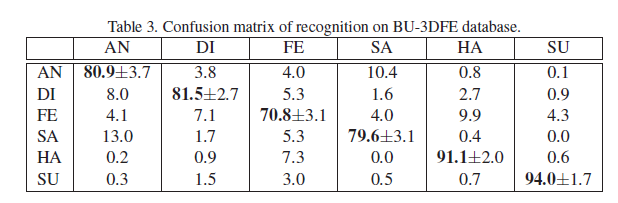 Table 3. Confusion matrix of recognition on BU-3DFE database.
AN DI FE SA HA SU
AN 80.9±3.7 3.8 4.0 10.4 0.8 0.1
DI 8.0 81.5±2.7 5.3 1.6 2.7 0.9
FE 4.1 7.1 70.8±3.1 4.0 9.9 4.3
SA 13.0 1.7 5.3 79.6±3.1 0.4 0.0
HA 0.2 0.9 7.3 0.0 91.1±2.0 0.6
SU 0.3 1.5 3.0 0.5 0.7 94.0±1.7